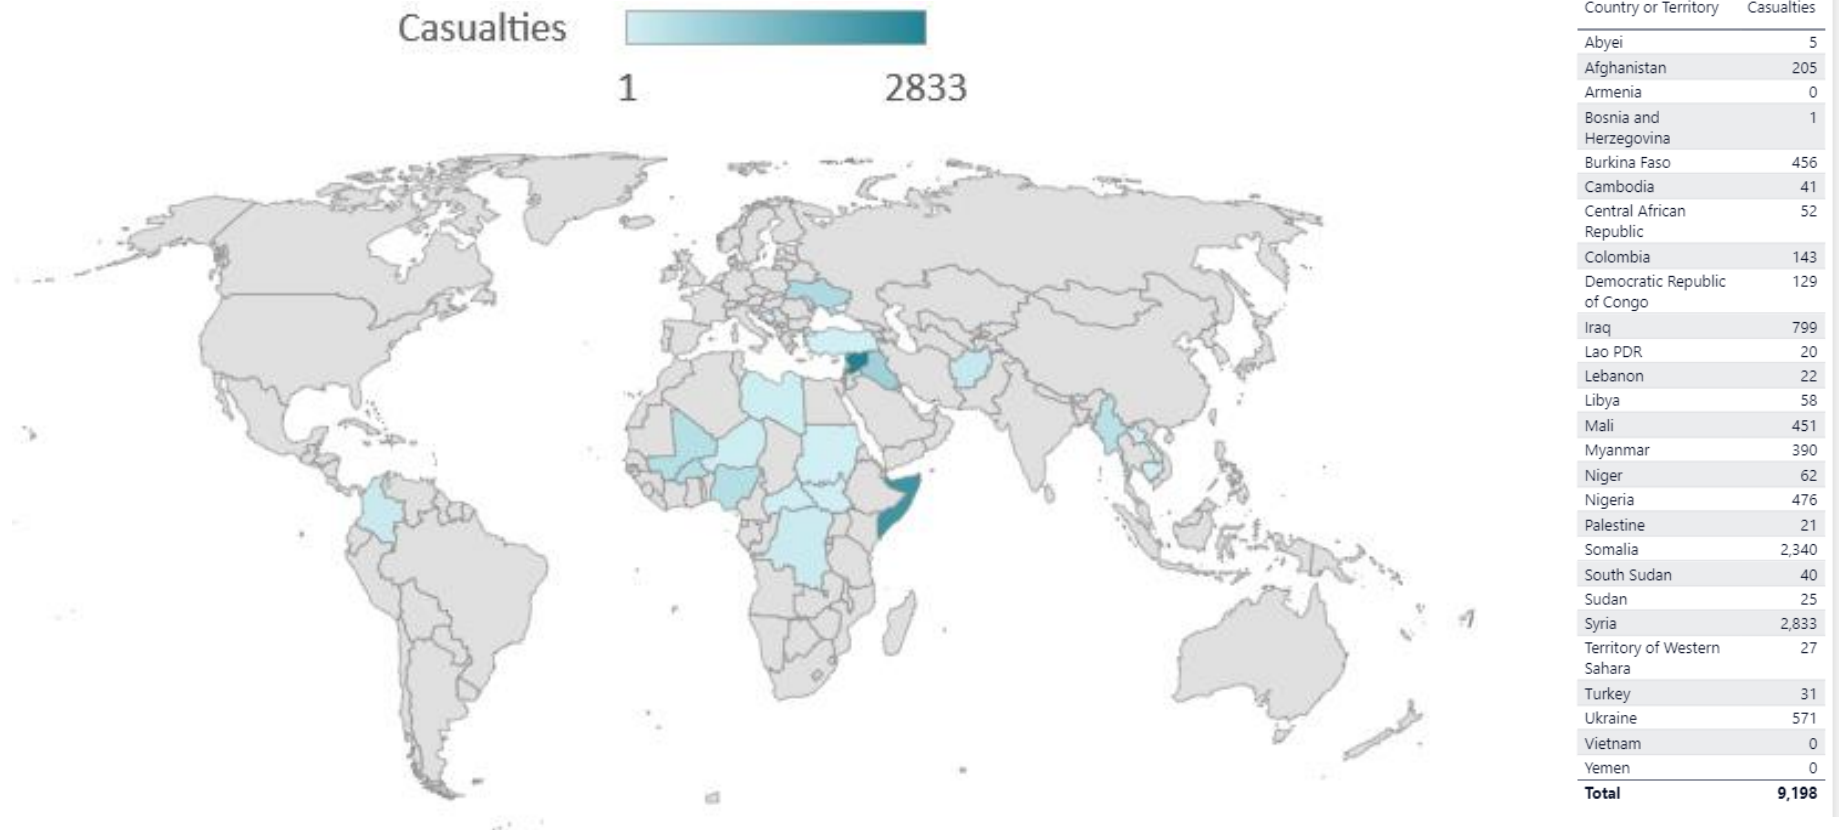 Casualties
1 2833
Country or Territory Casualties
Abyei 5
Afghanistan 205
Armenia 0
Bosnia and 1
Herzegovina
Burkina Faso 456
Cambodia 41
Central African 52
Republic
Colombia 143
Democratic Republic 129
of Congo
Iraq 799
Lao PDR 20
Lebanon 22
Libya 58
Mali 451
Myanmar 390
Niger 62
Nigeria 476
Palestine 21
Somalia 2,340
South Sudan 40
Sudan 25
Syria 2,833
Territory of Western 27
Sahara
Turkey 31
Ukraine 571
Vietnam 0
Yemen 0
Total 9,198